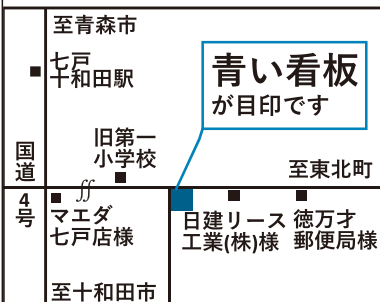 至青森市
七戸
十和田駅
青い看板
が目印です
旧第一
小学校
国道
4号
至東北町
マエダ
七戸店様
日建リース
工業(株)様
徳万才
郵便局様
至十和田市